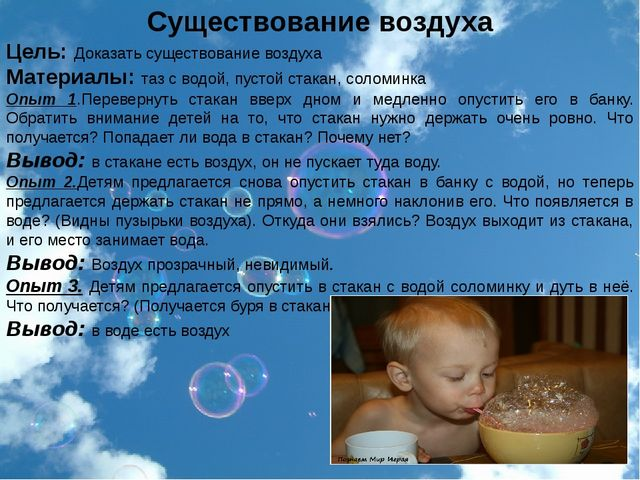 Существование воздуха
Цель: Доказать существование воздуха
Материалы: таз с водой, пустой стакан, соломинка
Опыт 1.Перевернуть стакан вверх дном и медленно опустить его в банку.
Обратить внимание детей на то, что стакан нужно держать очень ровно. Что
получается? Попадает ли вода в стакан? Почему нет?
Вывод: в стакане есть воздух, он не пускает туда воду.
Опыт 2.Детям предлагается снова опустить стакан в банку с водой, но теперь
предлагается держать стакан не прямо, а немного наклонив его. Что появляется в
воде? (Видны пузырьки воздуха). Откуда они взялись? Воздух выходит из стакана,
и его место занимает вода.
Вывод: Воздух прозрачный, невидимый.
Опыт 3. Детям предлагается опустить в стакан с водой соломинку и дуть в неё.
Что получается? (Получается буря в стакан
Вывод: в воде есть воздух
Познаем Мир Играя